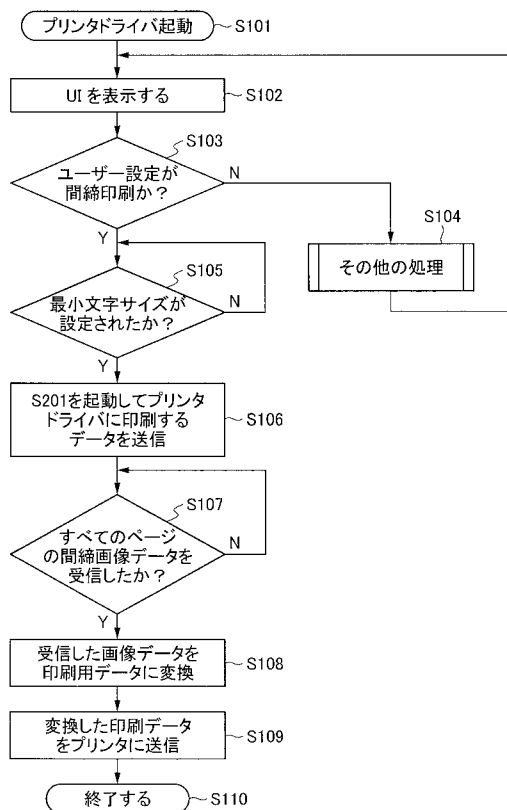 プリンタドライバ起動
S101
UIを表示する
S102
S103
ユーザー設定が
間締印刷か？
N
Y
S104
その他の処理
S105
最小文字サイズが
設定されたか？
N
Y
S201を起動してプリンタ
ドライバに印刷する
データを送信
S106
S107
すべてのページ
の間締画像データを
受信したか？
N
Y
受信した画像データを
印刷用データに変換
S108
変換した印刷データ
をプリンタに送信
S109
終了する
S110